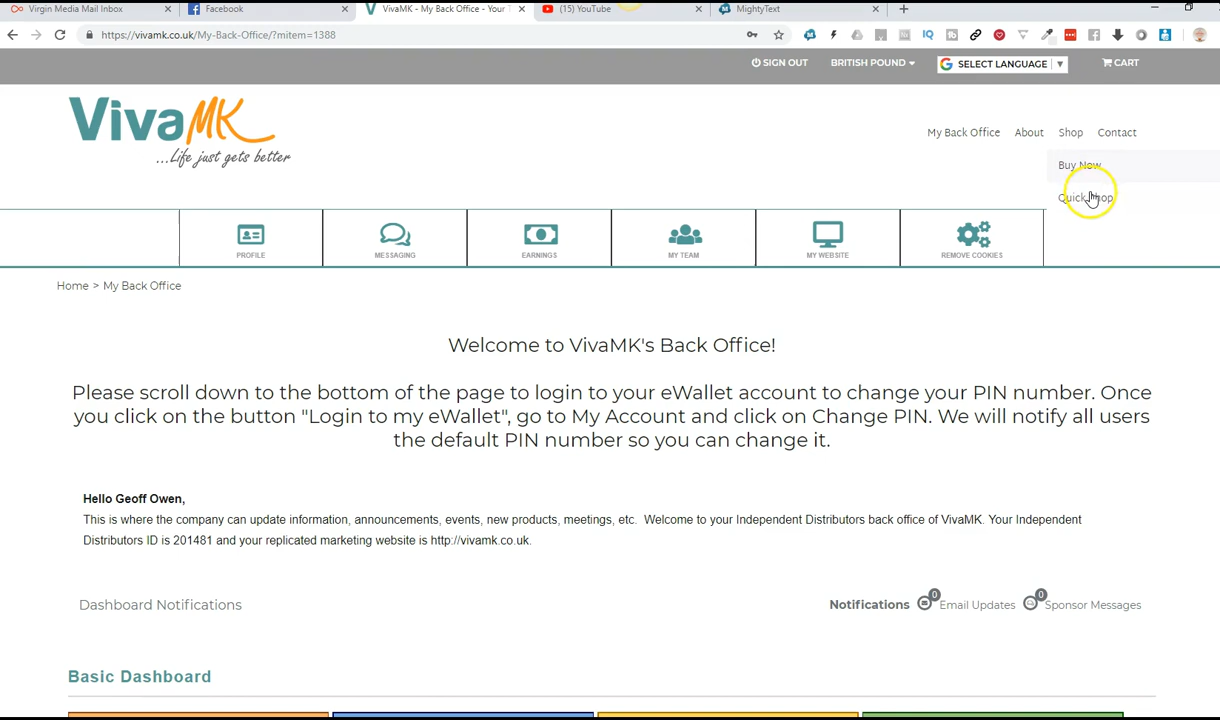 Virgin Media Mail Inbox
Facebook
VivaMK - My Back Office - Your T
(15) YouTube
MightyText
https://vivamk.co.uk/My-Back-Office/?mitem=1388
SIGN OUT
BRITISH POUND
SELECT LANGUAGE
CART
VivaMK
...Life just gets better
My Back Office
About
Shop
Contact
Buy Now
Quick Shop
PROFILE
MESSAGING
EARNINGS
MY TEAM
MY WEBSITE
REMOVE COOKIES
Home > My Back Office
Welcome to VivaMK's Back Office!
Please scroll down to the bottom of the page to login to your eWallet account to change your PIN number. Once
you click on the button "Login to my eWallet", go to My Account and click on Change PIN. We will notify all users
the default PIN number so you can change it.
Hello Geoff Owen,
This is where the company can update information, announcements, events, new products, meetings, etc. Welcome to your Independent Distributors back office of VivaMK. Your Independent
Distributors ID is 201481 and your replicated marketing website is http://vivamk.co.uk.
Dashboard Notifications
Notifications
0
Email Updates
0
Sponsor Messages
Basic Dashboard